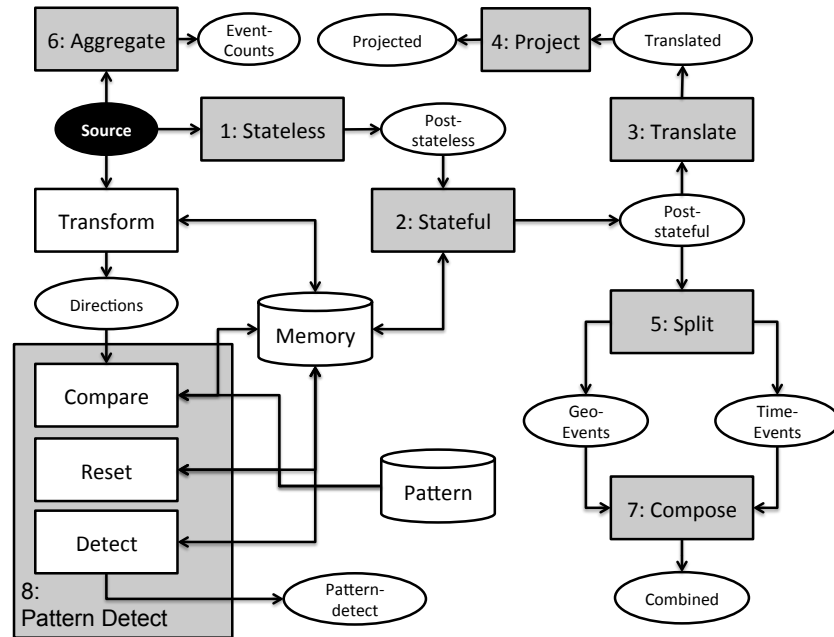 6: Aggregate
Event-
Counts
Projected
4: Project
Translated
Source
1: Stateless
Post-
stateless
3: Translate
Transform
2: Stateful
Post-
stateful
Directions
Memory
5: Split
Compare
Geo-
Events
Time-
Events
Reset
Pattern
7: Compose
Detect
8:
Pattern Detect
Pattern-
detect
Combined